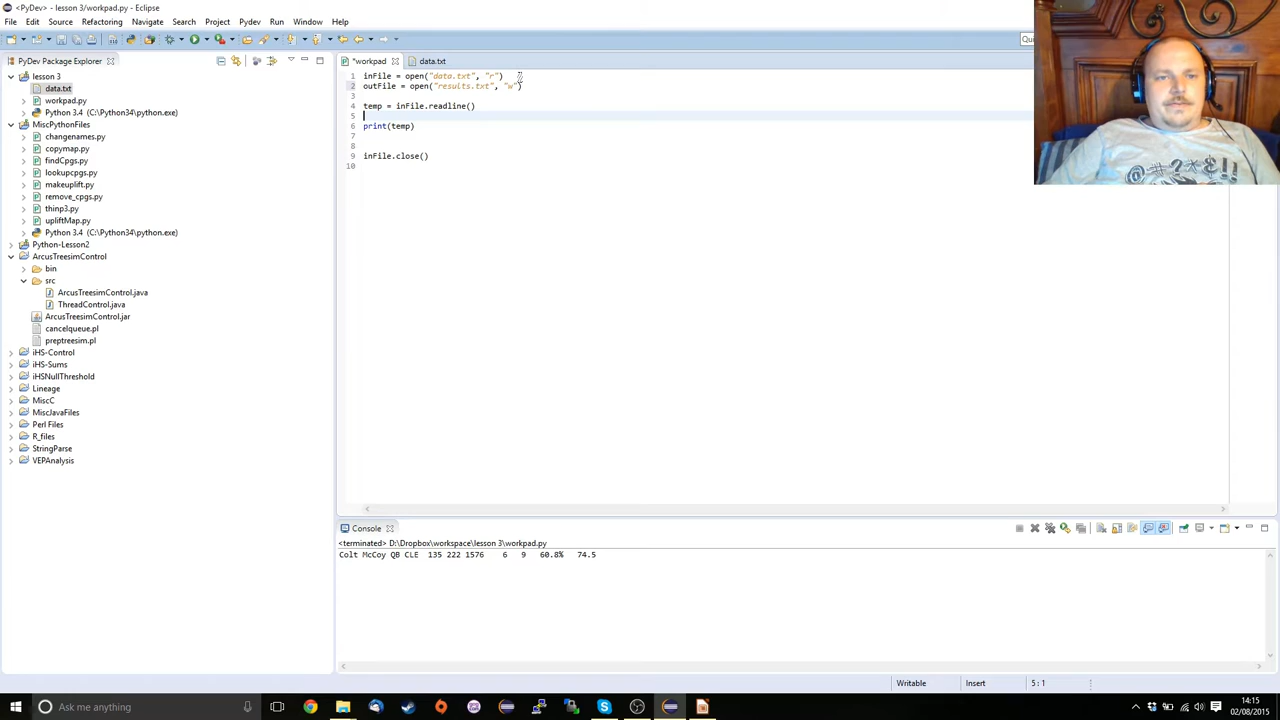 <PyDev> - lesson 3/workpad.py - Eclipse
File Edit Source Refactoring Navigate Search Project Pydev Run Window Help
Qui
PyDev Package Explorer
*workpad data.txt
lesson 3
data.txt
workpad.py
Python 3.4 (C:\Python34\python.exe)
MiscPythonFiles
changenames.py
copymap.py
findCpgs.py
lookupcpgs.py
makeuplift.py
remove_cpgs.py
thinp3.py
upliftMap.py
Python 3.4 (C:\Python34\python.exe)
Python-Lesson2
ArcusTreesimControl
bin
src
ArcusTreesimControl.java
ThreadControl.java
ArcusTreesimControl.jar
cancelqueue.pl
preptreesim.pl
iHS-Control
iHS-Sums
iHSNullThreshold
Lineage
MiscC
MiscJavaFiles
Perl Files
R_files
StringParse
VEPAnalysis
1 inFile = open("data.txt", "r")
2 outFile = open("results.txt", "w")
3
4 temp = inFile.readline()
5
6 print(temp)
7
8
9 inFile.close()
10
@#*&!
Console
<terminated> D:\Dropbox\workspace\lesson 3\workpad.py
Colt McCoy QB CLE 135 222 1576 6 9 60.8% 74.5
Writable Insert 5 : 1
Ask me anything
14:15
02/08/2015